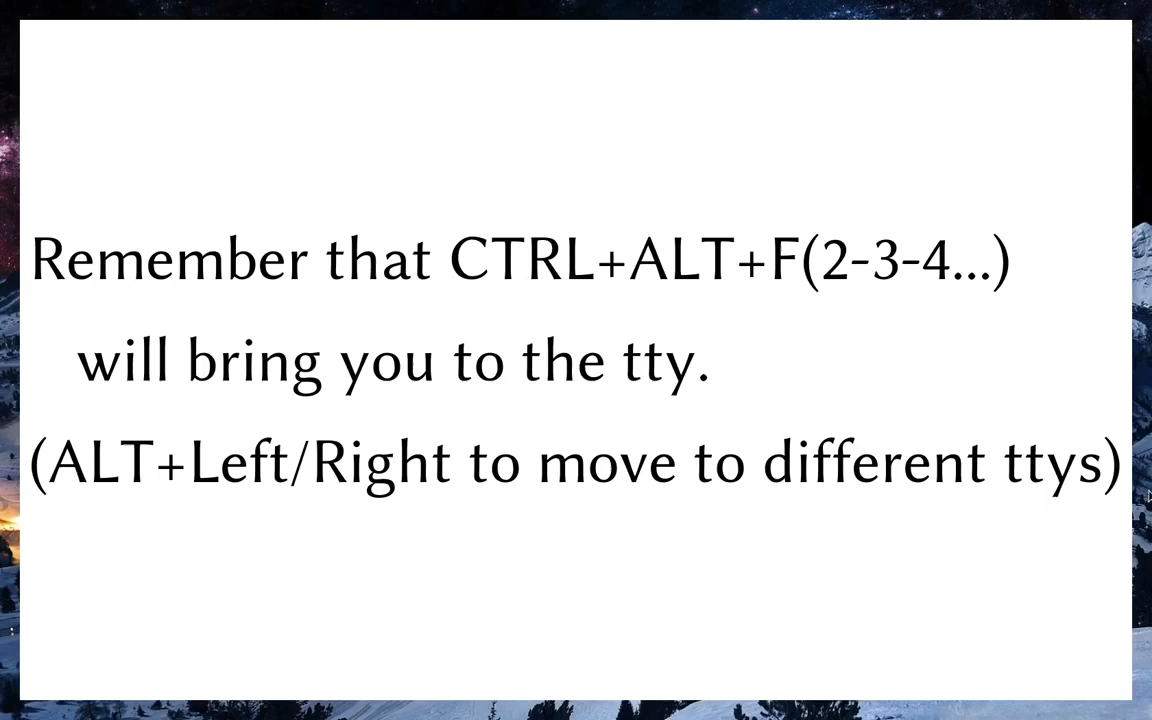 Remember that CTRL+ALT+F(2-3-4...)
will bring you to the tty.
(ALT+Left/Right to move to different ttys)